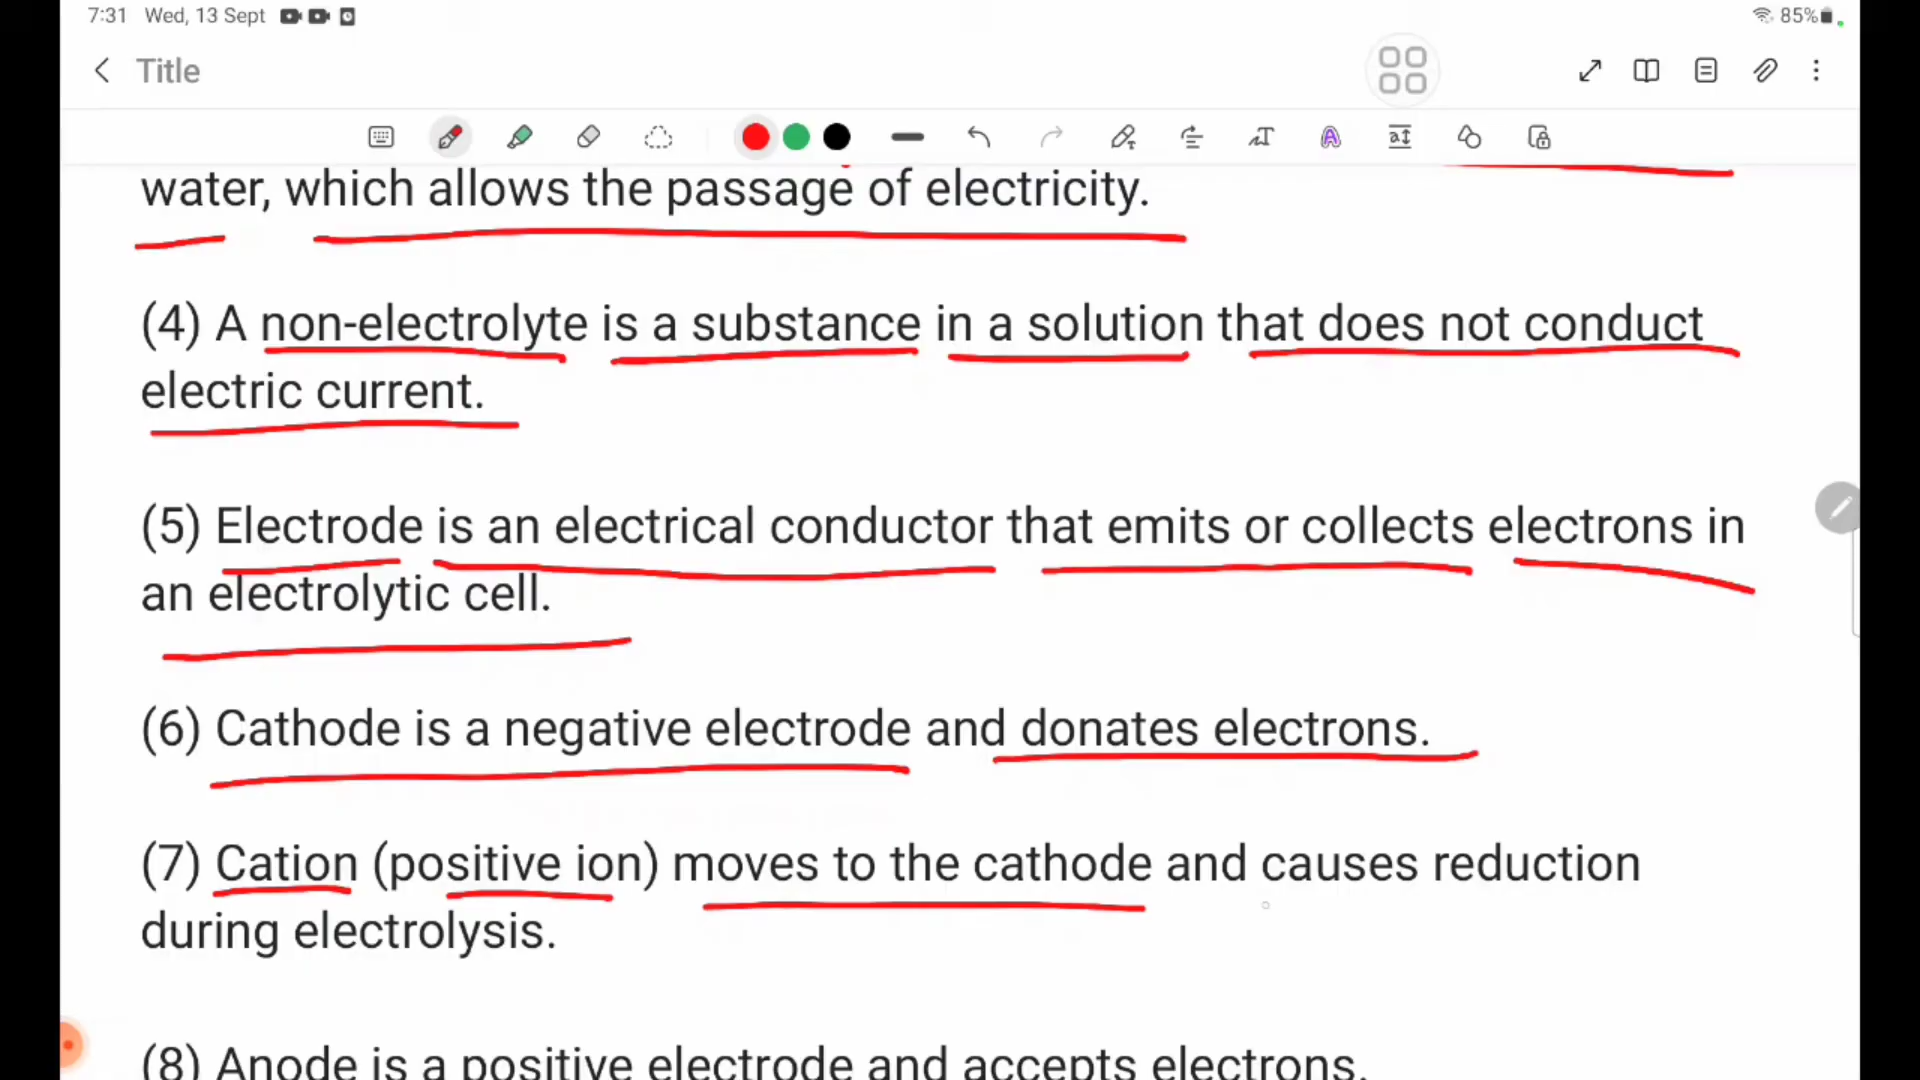 7:31 Wed, 13 Sept 85%
Title
water, which allows the passage of electricity.
(4) A non-electrolyte is a substance in a solution that does not conduct
electric current.
(5) Electrode is an electrical conductor that emits or collects electrons in
an electrolytic cell.
(6) Cathode is a negative electrode and donates electrons.
(7) Cation (positive ion) moves to the cathode and causes reduction
during electrolysis.
(8) Anode is a positive electrode and accepts electrons.